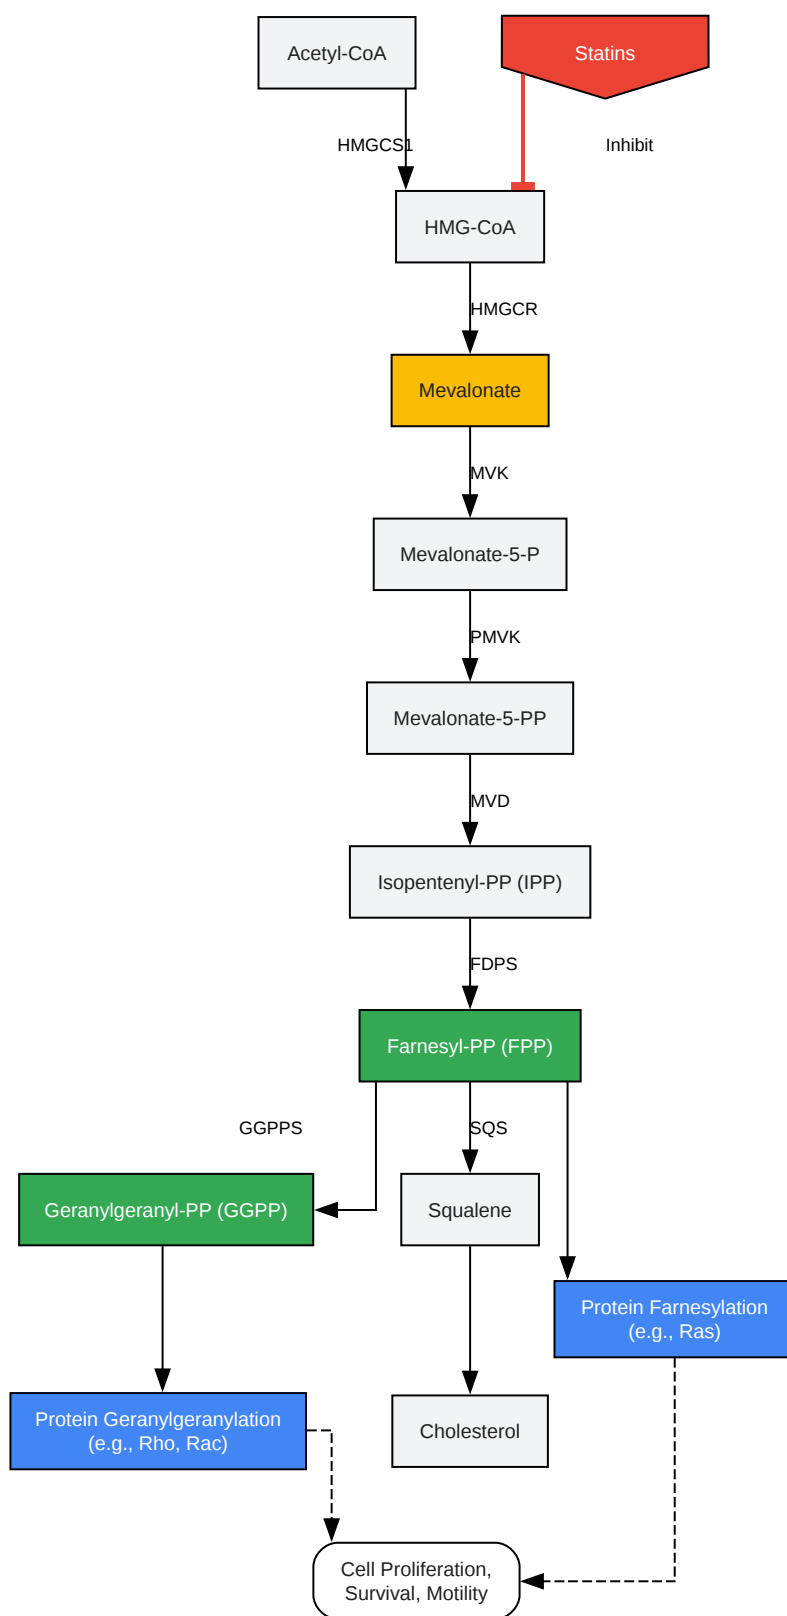 Acetyl-CoA
Statins
HMGCS1
Inhibit
HMG-CoA
HMGCR
Mevalonate
MVK
Mevalonate-5-P
PMVK
Mevalonate-5-PP
MVD
Isopentenyl-PP (IPP)
FDPS
Farnesyl-PP (FPP)
GGPPS
SQS
Geranylgeranyl-PP (GGPP)
Squalene
Protein Farnesylation
(e.g., Ras)
Protein Geranylgeranylation
(e.g., Rho, Rac)
Cholesterol
Cell Proliferation,
Survival, Motility